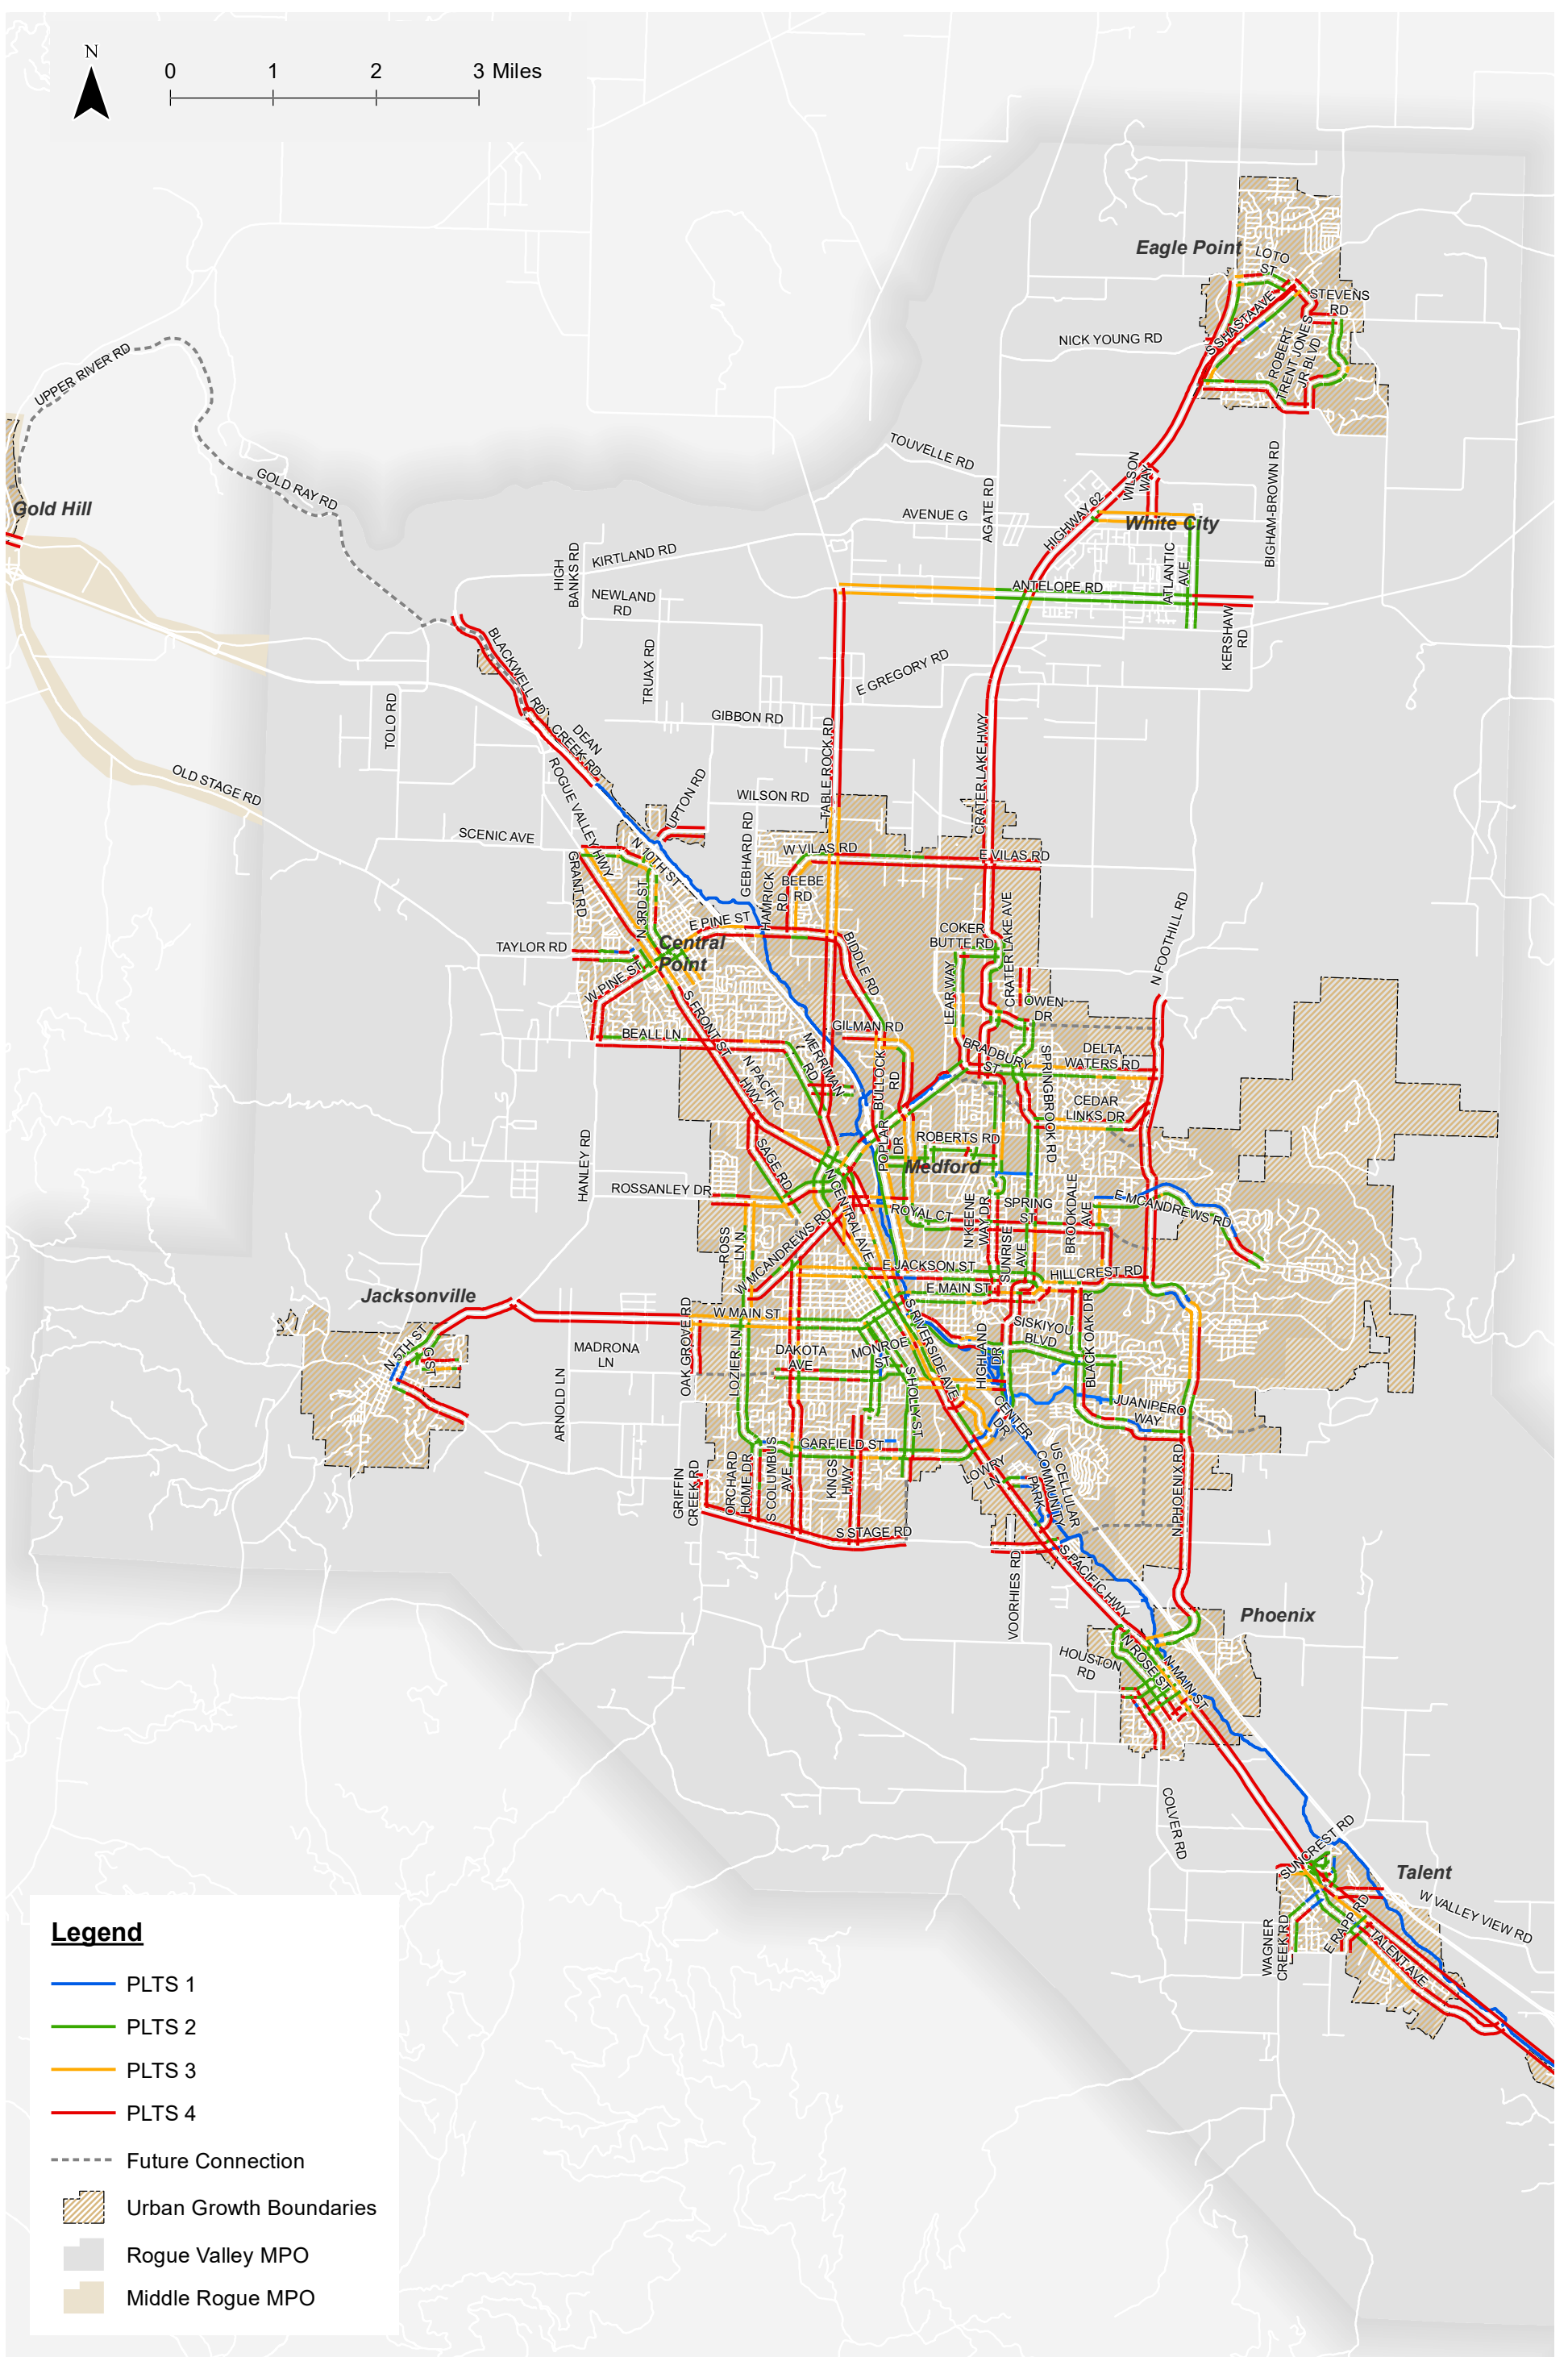 N
0 1 2 3 Miles
Eagle Point
LOTO
ST
STEVENS
RD
S SHASTA AVE
NICK YOUNG RD
ROBERT
TRENT JONES
JR BLVD
UPPER RIVER RD
GOLD RAY RD
Gold Hill
TOUVELLE RD
AGATE RD
WILSON
WAY
BIGHAM-BROWN RD
AVENUE G
HIGHWAY 62
White City
HIGH
BANKS RD
KIRTLAND RD
NEWLAND
RD
ANTELOPE RD
ATLANTIC
AVE
KERSHAW
RD
BLACKWELL RD
TRUAX RD
E GREGORY RD
TOLO RD
GIBBON RD
DEAN
CREEK RD
TABLE ROCK RD
CRATER LAKE HWY
OLD STAGE RD
ROGUE VALLEY HWY
UPTON RD
WILSON RD
SCENIC AVE
N 10TH ST
GEBHARD RD
W VILAS RD
E VILAS RD
GRANT RD
HAMRICK
RD
BEEBE
RD
N 3RD ST
E PINE ST
TAYLOR RD
Central
Point
BIDDLE RD
COKER
BUTTE RD
CRATER LAKE AVE
N FOOTHILL RD
W PINE ST
S FRONT ST
LEAR WAY
OWEN
DR
BEALL LN
GILMAN RD
MERRIMAN
RD
BRADBURY
ST
DELTA
WATERS RD
N PACIFIC
HWY
BULLOCK
RD
SPRINGBROOK RD
CEDAR
LINKS DR
HANLEY RD
SAGE RD
POPLAR
DR
ROBERTS RD
Medford
ROSSANLEY DR
N CENTRAL AVE
ROYAL CT
N KEENE
WAY DR
SPRING
ST
BROOKDALE
AVE
E MCANDREWS RD
ROSS
LN N
W MCANDREWS RD
SUNRISE
AVE
E JACKSON ST
HILLCREST RD
Jacksonville
E MAIN ST
W MAIN ST
S RIVERSIDE AVE
SISKIYOU
BLVD
N 5TH ST
G ST
MADRONA
LN
OAK GROVE RD
LOZIER LN
DAKOTA
AVE
MONROE
ST
HIGHLAND
DR
BLACK OAK DR
ARNOLD LN
S HOLLY ST
CENTER
DR
JUANIPERO
WAY
GARFIELD ST
GRIFFIN
CREEK RD
ORCHARD
HOME DR
S COLUMBUS
AVE
KINGS
HWY
LOWRY
LN
US CELLULAR
COMMUNITY
PARK
N PHOENIX RD
S STAGE RD
VOORHIES RD
S PACIFIC HWY
Phoenix
HOUSTON
RD
N ROSE ST
N MAIN ST
COLVER RD
SUNCREST RD
Talent
W VALLEY VIEW RD
WAGNER
CREEK RD
E RAPP RD
TALENT AVE
Legend
PLTS 1
PLTS 2
PLTS 3
PLTS 4
Future Connection
Urban Growth Boundaries
Rogue Valley MPO
Middle Rogue MPO